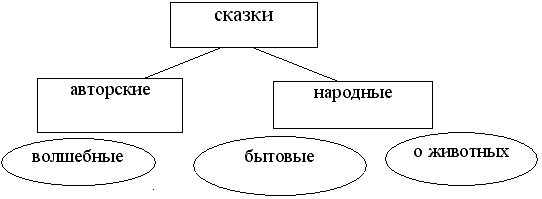 сказки
авторские
народные
волшебные
бытовые
о животных